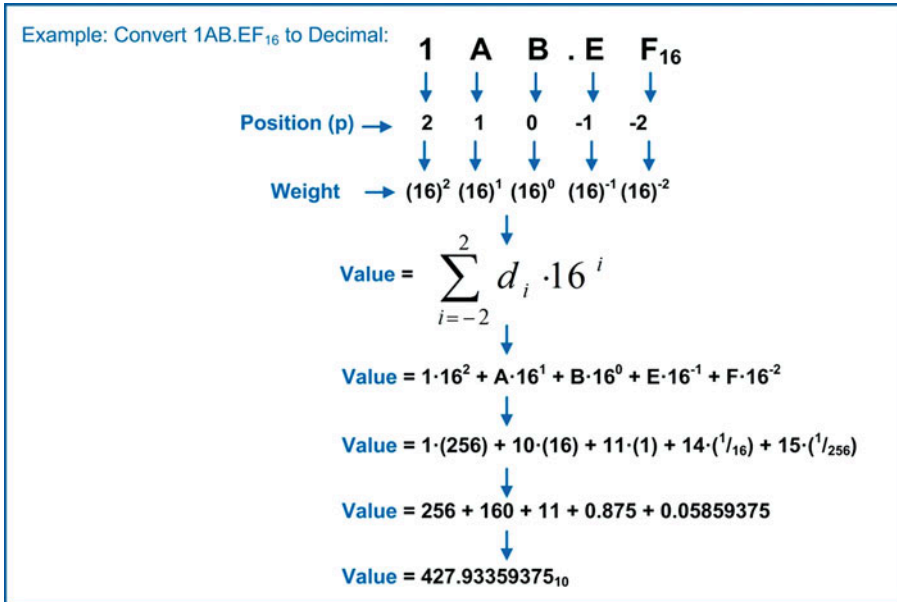 Example: Convert 1AB.EF₁₆ to Decimal:
1 A B . E F₁₆
Position (p) → 2 1 0 -1 -2
Weight → (16)² (16)¹ (16)⁰ (16)⁻¹ (16)⁻²
Value = ∑ᵢ₌₋₂² dᵢ · 16ⁱ
Value = 1·16² + A·16¹ + B·16⁰ + E·16⁻¹ + F·16⁻²
Value = 1·(256) + 10·(16) + 11·(1) + 14·(¹/₁₆) + 15·(¹/₂₅₆)
Value = 256 + 160 + 11 + 0.875 + 0.05859375
Value = 427.93359375₁₀